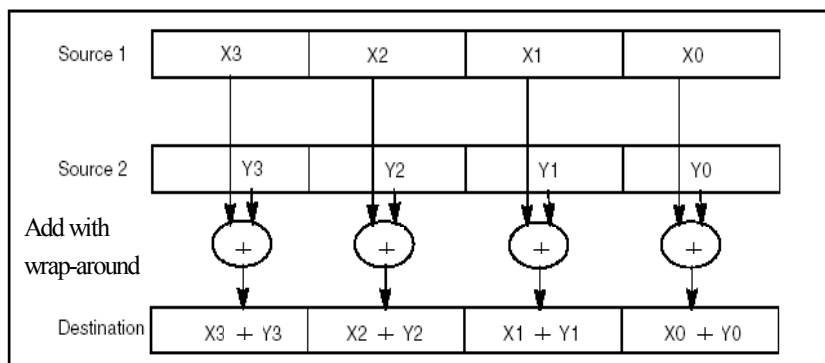 Source 1 X3 X2 X1 X0
Source 2 Y3 Y2 Y1 Y0
Add with
wrap-around
+ + + +
Destination X3 + Y3 X2 + Y2 X1 + Y1 X0 + Y0